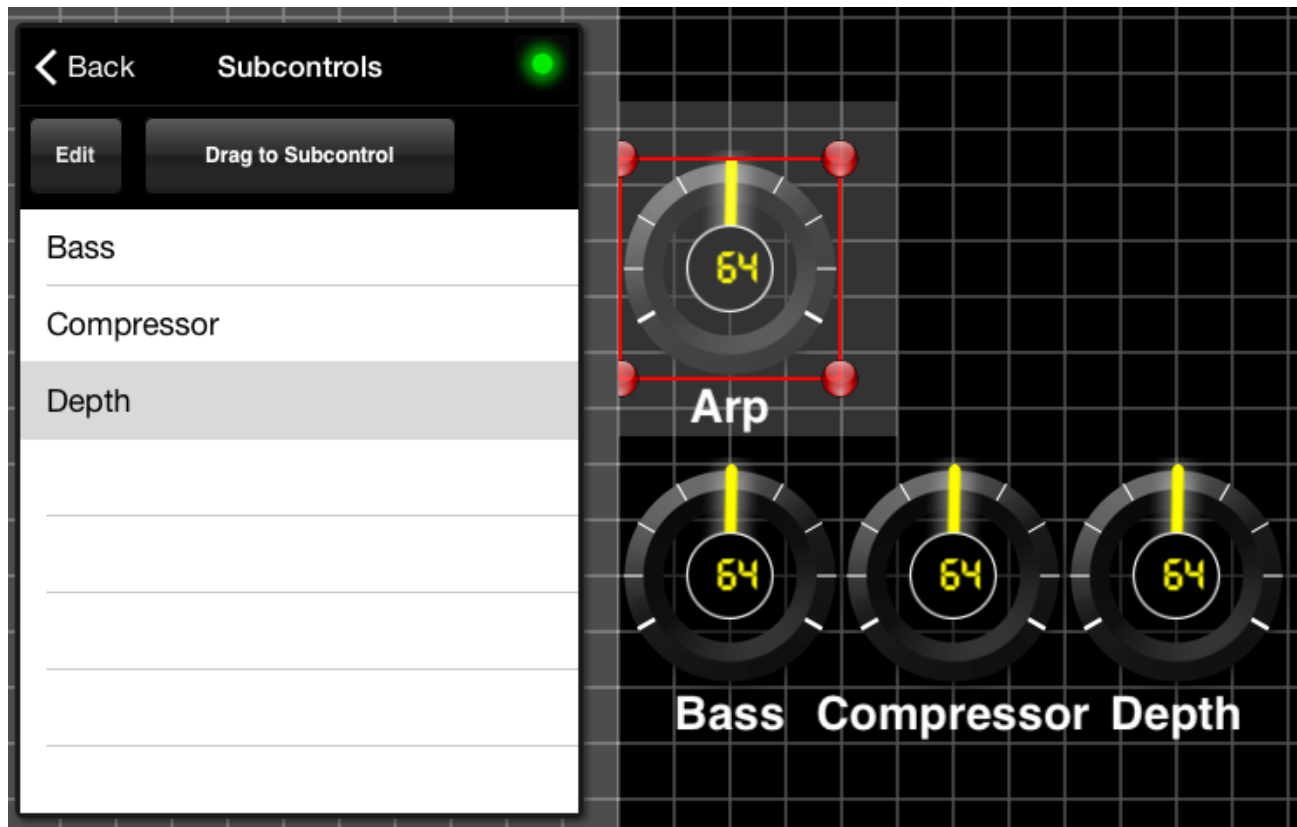 Back
Subcontrols
Edit
Drag to Subcontrol
Bass
Compressor
Depth
64
Arp
64
64
64
Bass
Compressor
Depth